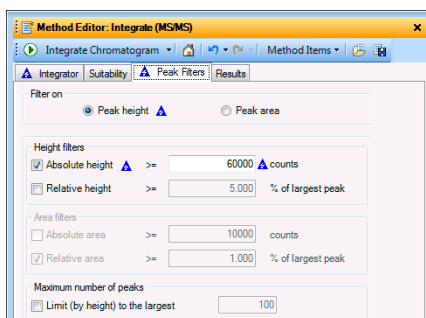 Method Editor: Integrate (MS/MS)
Integrate Chromatogram Method Items
Integrator Suitability Peak Filters Results
Filter on
Peak height Peak area
Height filters
Absolute height >= 60000 counts
Relative height >= 5.000 % of largest peak
Area filters
Absolute area >= 10000 counts
Relative area >= 1.000 % of largest peak
Maximum number of peaks
Limit (by height) to the largest 100